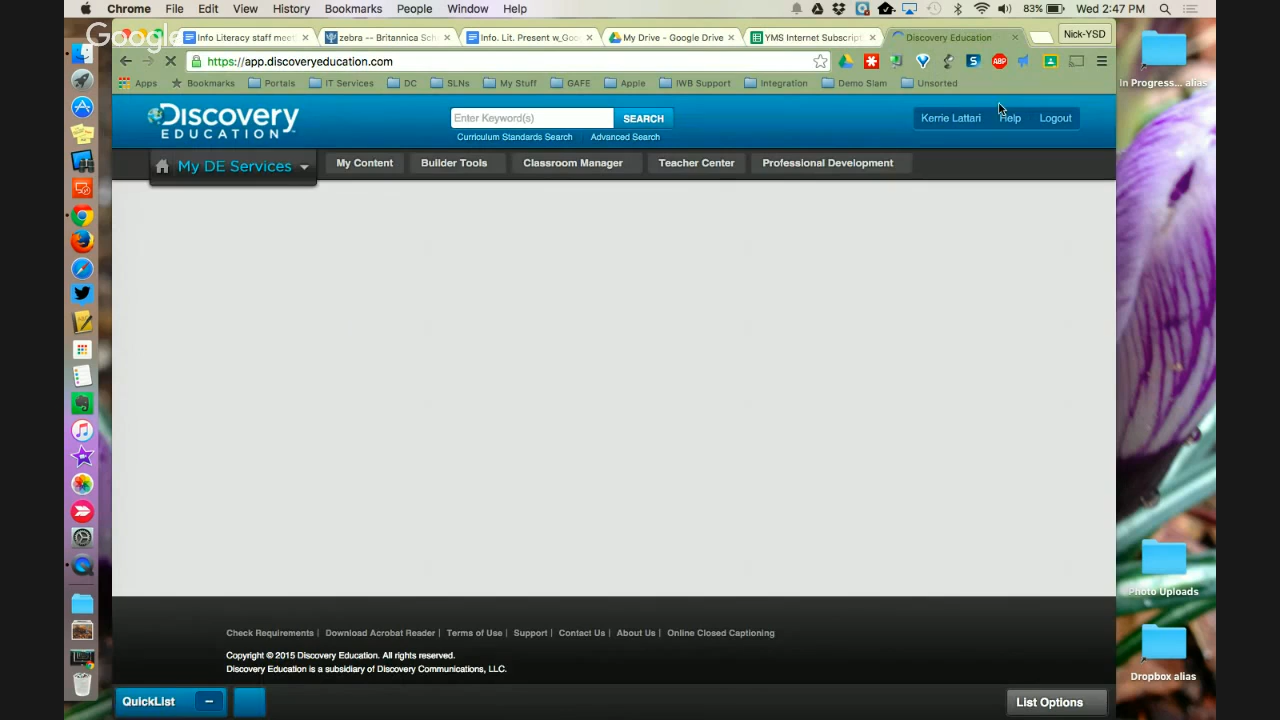 Chrome File Edit View History Bookmarks People Window Help 83% Wed 2:47 PM
Google
Info Literacy staff meet zebra -- Britannica Sch Info. Lit. Present w_Goo My Drive - Google Drive YMS Internet Subscript Discovery Education Nick-YSD
https://app.discoveryeducation.com ABP
Apps Bookmarks Portals IT Services DC SLNs My Stuff GAFE Apple IWB Support Integration Demo Slam Unsorted
In Progress... alias
Discovery
EDUCATION
Enter Keyword(s) SEARCH
Kerrie Lattari Help Logout
Curriculum Standards Search Advanced Search
My DE Services My Content Builder Tools Classroom Manager Teacher Center Professional Development
Photo Uploads
Check Requirements | Download Acrobat Reader | Terms of Use | Support | Contact Us | About Us | Online Closed Captioning
Copyright © 2015 Discovery Education. All rights reserved.
Discovery Education is a subsidiary of Discovery Communications, LLC.
Dropbox alias
QuickList – List Options